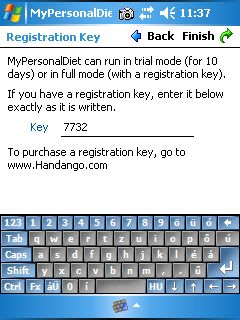 MyPersonalDie 11:37
Registration Key Back Finish
MyPersonalDiet can run in trial mode (for 10
days) or in full mode (with a registration key).
If you have a registration key, enter it below
exactly as it is written.
Key 7732
To purchase a registration key, go to
www.Handango.com
123 1 2 3 4 5 6 7 8 9 ö ü ó
Tab q w e r t z u i o p ő ú
Caps a s d f g h j k l é á
Shift y x c v b n m , . -
Ctrl Fx áÜ 0 í HU ↓ ↑ ← →